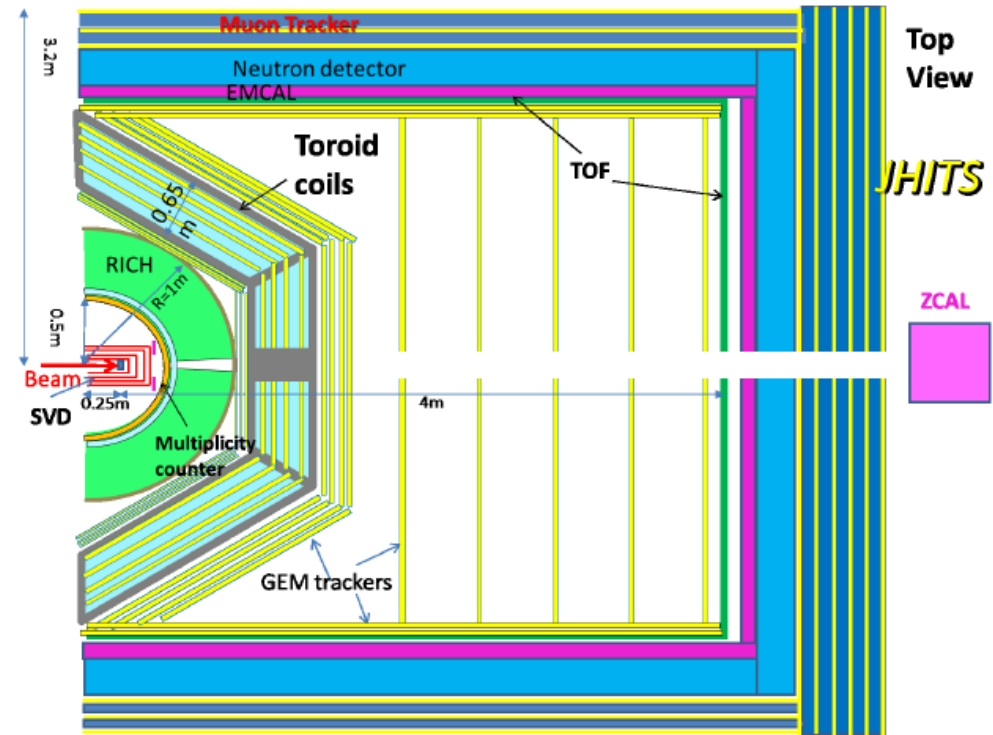 Muon Tracker
3.2m
Neutron detector
EMCAL
Top
View
Toroid
coils
TOF
JHITS
0.65
m
RICH
R=1m
0.5m
ZCAL
Beam
0.25m
4m
SVD
Multiplicity
counter
GEM trackers